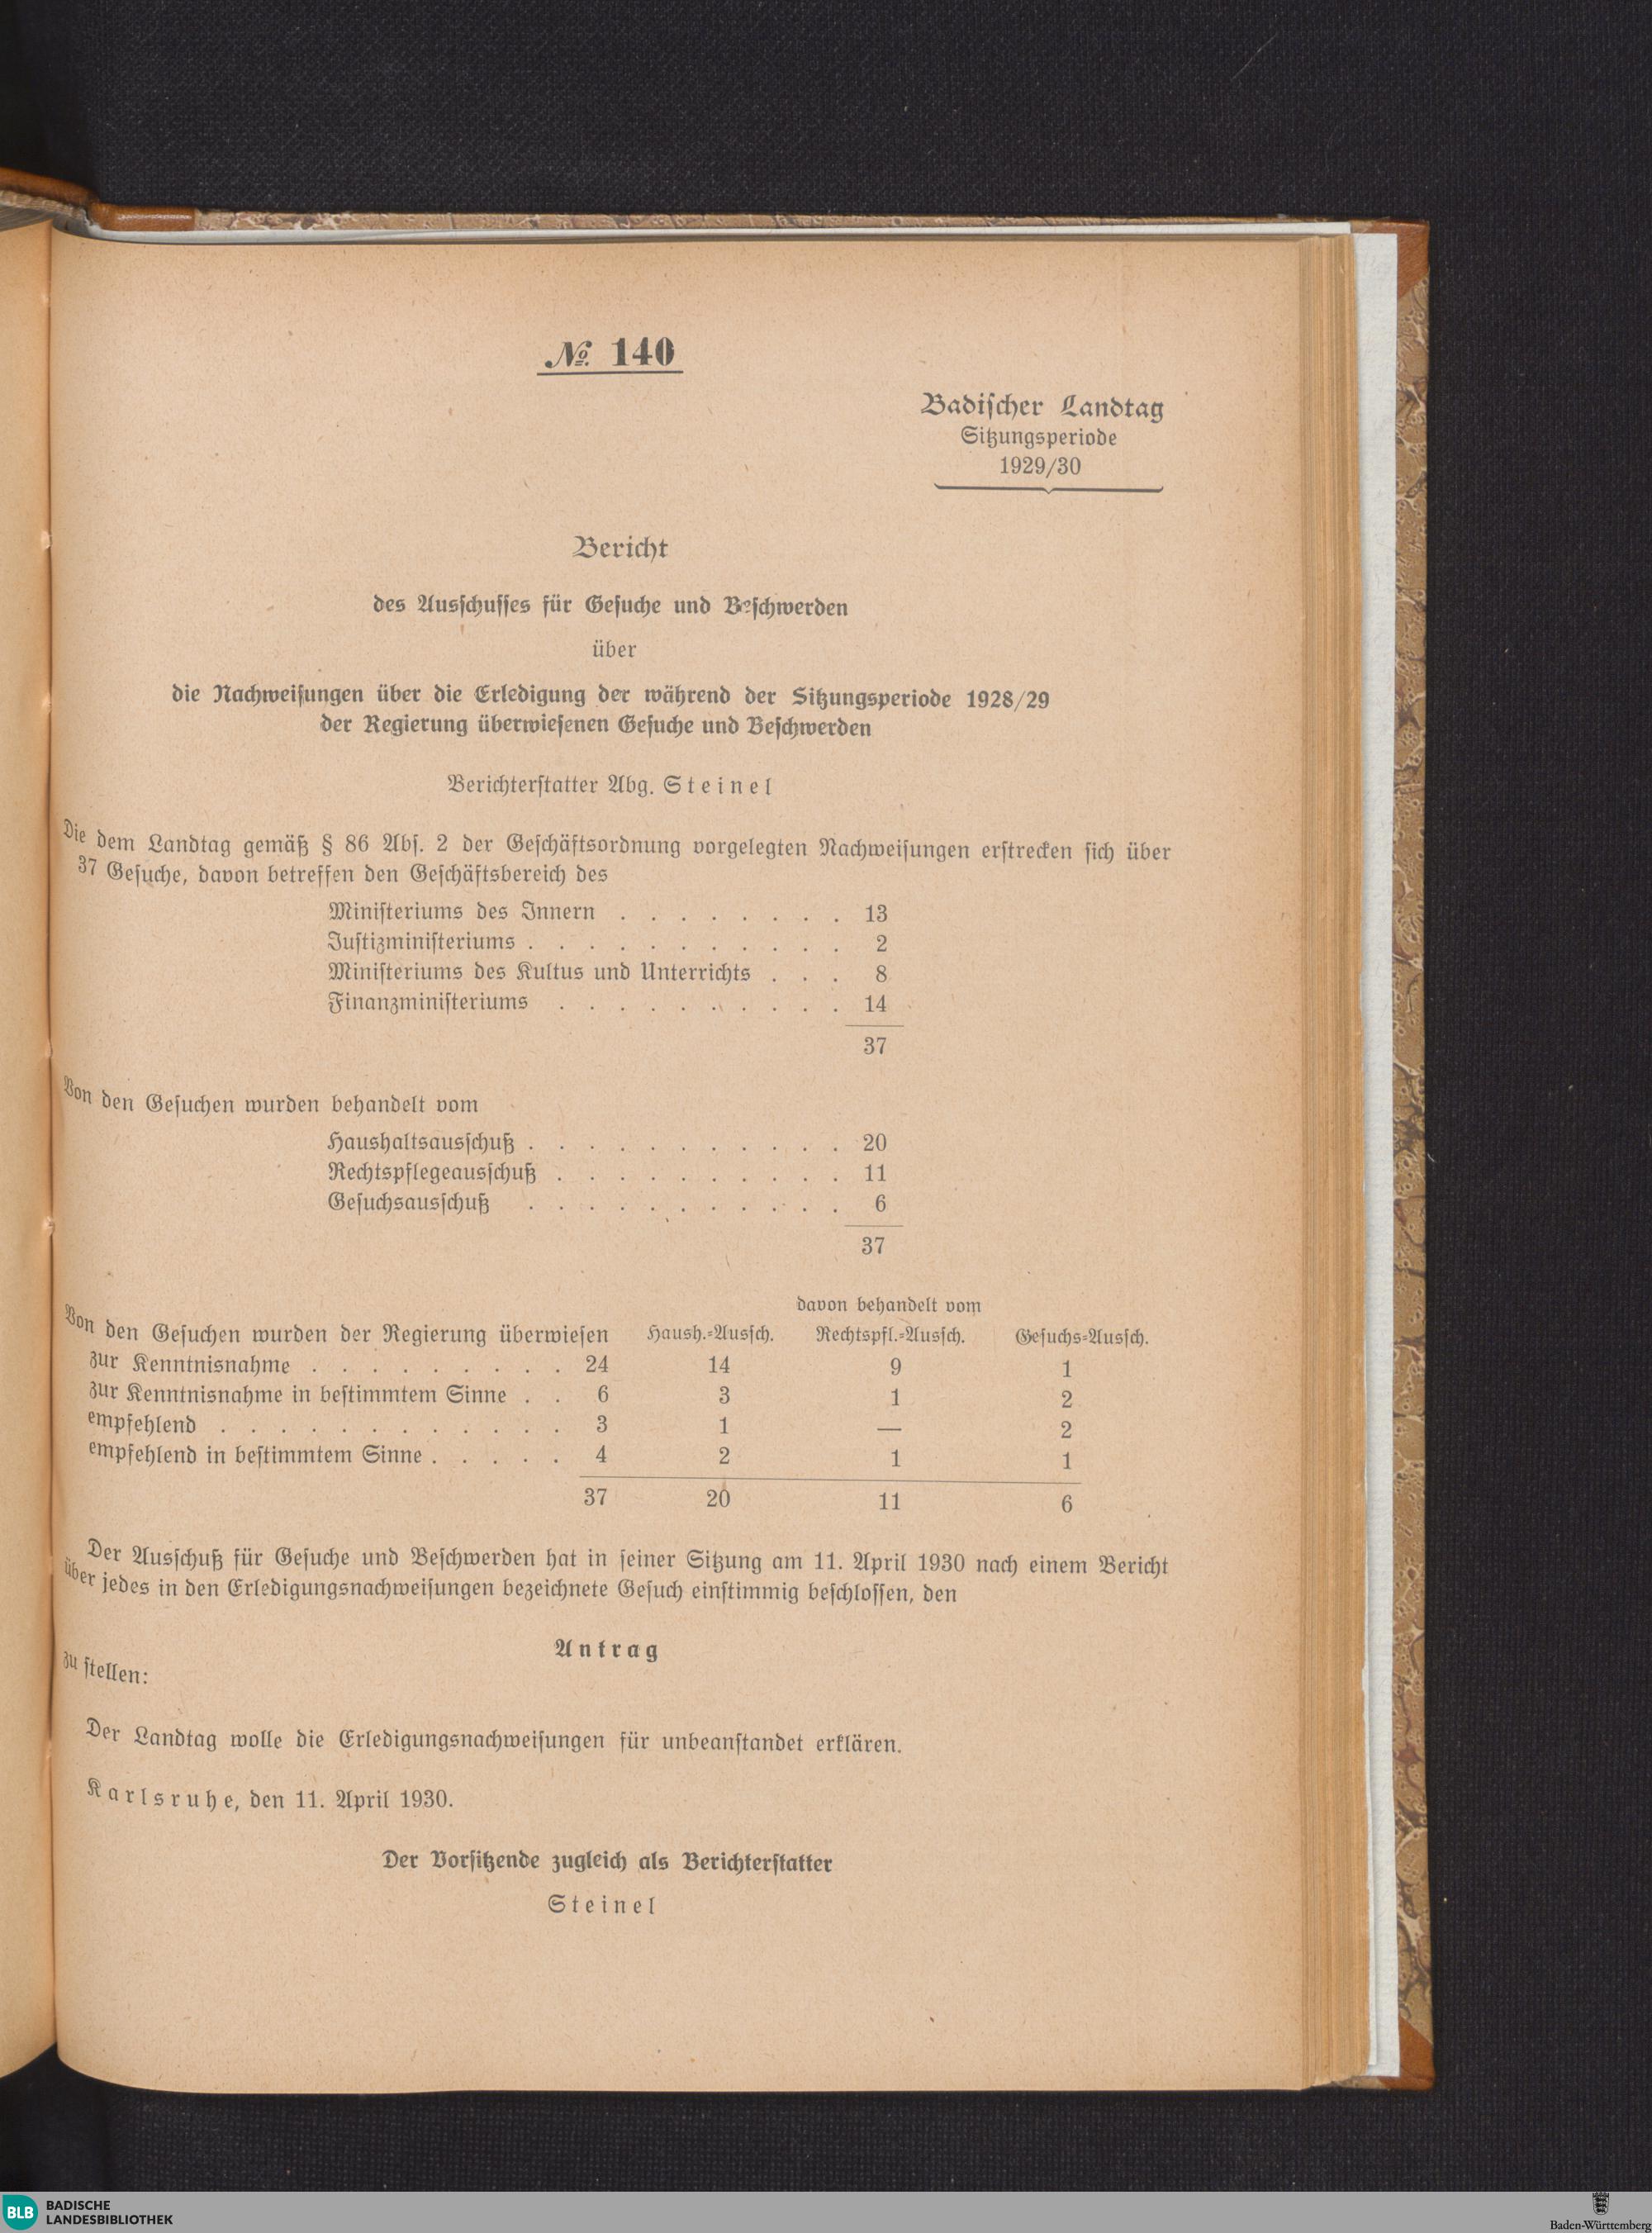 № 140
Badischer Landtag
Sitzungsperiode
1929/30
Bericht
des Ausschusses für Gesuche und Beschwerden
über
die Nachweisungen über die Erledigung der während der Sitzungsperiode 1928/29
der Regierung überwiesenen Gesuche und Beschwerden
Berichterstatter Abg. Steinel
Die dem Landtag gemäß § 86 Abs. 2 der Geschäftsordnung vorgelegten Nachweisungen erstrecken sich über
37 Gesuche, davon betreffen den Geschäftsbereich des
Ministeriums des Innern . . . . . . . . 13
Justizministeriums . . . . . . . . . . . 2
Ministeriums des Kultus und Unterrichts . . . 8
Finanzministeriums . . . . . . . . . . 14
37
Von den Gesuchen wurden behandelt vom
Haushaltsausschuß . . . . . . . . . . . 20
Rechtspflegeausschuß . . . . . . . . . . 11
Gesuchsausschuß . . . . . . . . . . . 6
37
davon behandelt vom
Von den Gesuchen wurden der Regierung überwiesen Haush.-Aussch. Rechtspfl.-Aussch. Gesuchs-Aussch.
zur Kenntnisnahme . . . . . . . . . 24 14 9 1
zur Kenntnisnahme in bestimmtem Sinne . . 6 3 1 2
empfehlend . . . . . . . . . . . . 3 1 — 2
empfehlend in bestimmtem Sinne . . . . . 4 2 1 1
37 20 11 6
Der Ausschuß für Gesuche und Beschwerden hat in seiner Sitzung am 11. April 1930 nach einem Bericht
über jedes in den Erledigungsnachweisungen bezeichnete Gesuch einstimmig beschlossen, den
Antrag
zu stellen:
Der Landtag wolle die Erledigungsnachweisungen für unbeanstandet erklären.
Karlsruhe, den 11. April 1930.
Der Vorsitzende zugleich als Berichterstatter
Steinel
BLB BADISCHE
LANDESBIBLIOTHEK
Baden-Württemberg